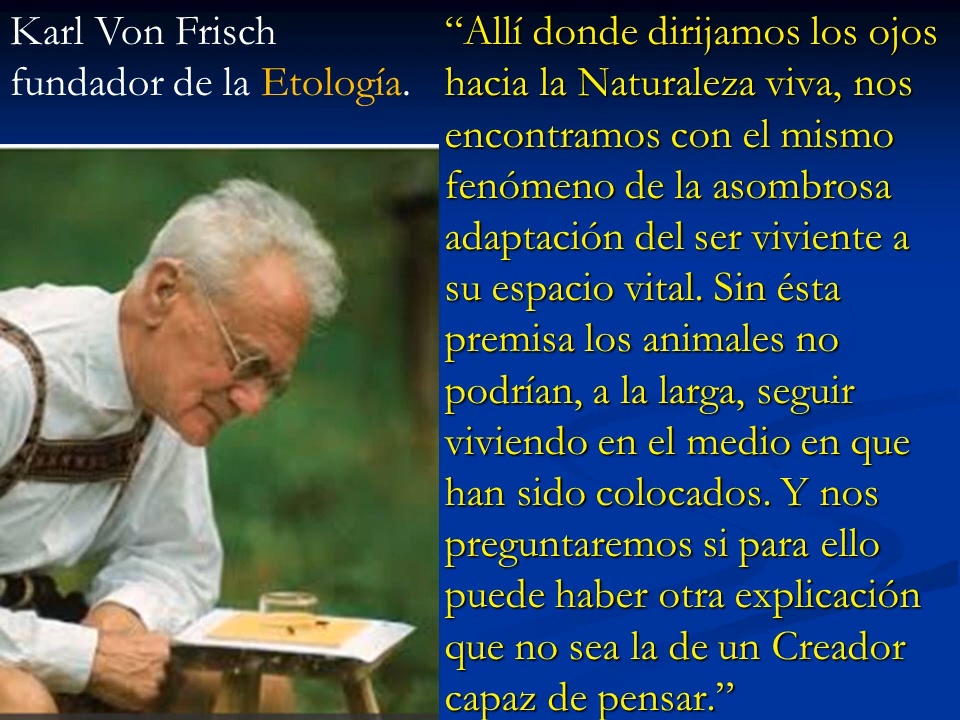 Karl Von Frisch
fundador de la Etología.
“Allí donde dirijamos los ojos
hacia la Naturaleza viva, nos
encontramos con el mismo
fenómeno de la asombrosa
adaptación del ser viviente a
su espacio vital. Sin ésta
premisa los animales no
podrían, a la larga, seguir
viviendo en el medio en que
han sido colocados. Y nos
preguntaremos si para ello
puede haber otra explicación
que no sea la de un Creador
capaz de pensar.”